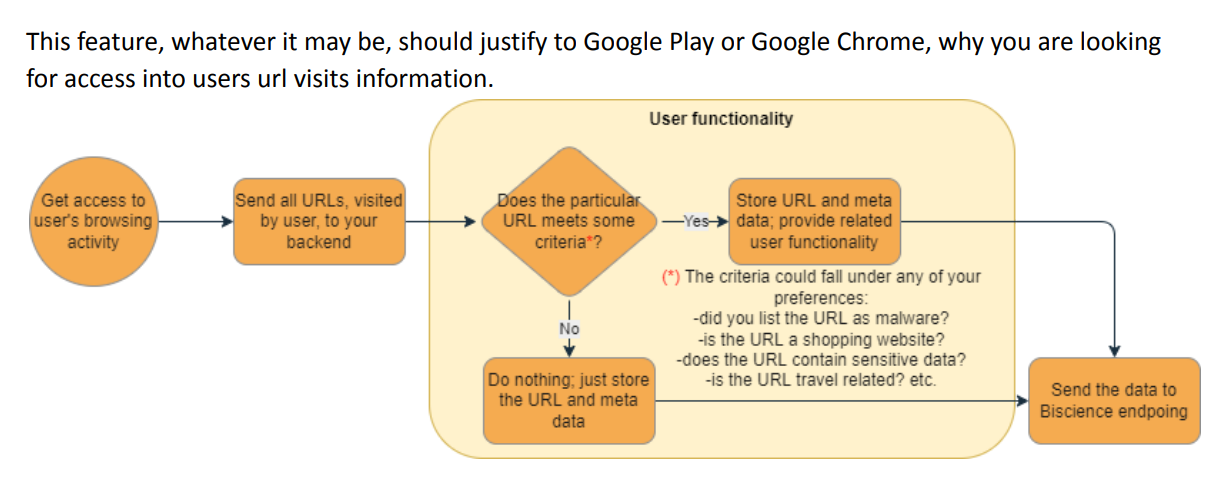 This feature, whatever it may be, should justify to Google Play or Google Chrome, why you are looking
for access into users url visits information.
User functionality
Get access to
user's browsing
activity
Send all URLs, visited
by user, to your
backend
Does the particular
URL meets some
criteria*?
Yes
Store URL and meta
data; provide related
user functionality
(*) The criteria could fall under any of your
preferences:
-did you list the URL as malware?
-is the URL a shopping website?
-does the URL contain sensitive data?
-is the URL travel related? etc.
No
Do nothing; just store
the URL and meta
data
Send the data to
Biscience endpoing